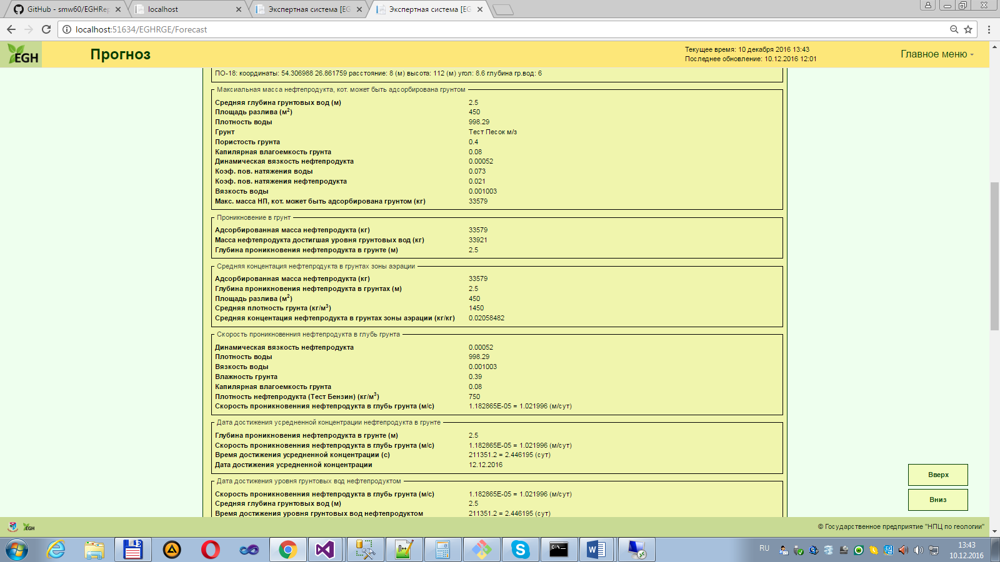 GitHub - smw60/EGHRep
localhost
Экспертная система [EG
Экспертная система [EG
localhost:51634/EGHRGE/Forecast
EGH
Прогноз
Текущее время: 10 декабря 2016 13:43
Последнее обновление: 10.12.2016 12:01
Главное меню
ПО-18: координаты: 54.306988 26.861759 расстояние: 8 (м) высота: 112 (м) угол: 8.6 глубина гр.вод: 6
Максиальная масса нефтепродукта, кот. может быть адсорбирована грунтом
Средняя глубина грунтовых вод (м) 2.5
Площадь разлива (м²) 450
Плотность воды 998.29
Грунт Тест Песок м/з
Пористость грунта 0.4
Капилярная влагоемкость грунта 0.08
Динамическая вязкость нефтепродукта 0.00052
Коэф. пов. натяжения воды 0.073
Коэф. пов. натяжения нефтепродукта 0.021
Вязкость воды 0.001003
Макс. масса НП, кот. может быть адсорбирована грунтом (кг) 33579
Проникновение в грунт
Адсорбированная масса нефтепродукта (кг) 33579
Масса нефтепродукта достигшая уровня грунтовых вод (кг) 33921
Глубина проникновения нефтепродукта в грунте (м) 2.5
Средняя концентация нефтепродукта в грунтах зоны аэрации
Адсорбированная масса нефтепродукта (кг) 33579
Глубина проникновения нефтепродукта в грунтах (м) 2.5
Площадь разлива (м²) 450
Средняя плотность грунта (кг/м³) 1450
Средняя концентация нефтепродукта в грунтах зоны аэрации (кг/кг) 0.02058482
Скорость проникновенния нефтепродукта в глубь грунта
Динамическая вязкость нефтепродукта 0.00052
Плотность воды 998.29
Вязкость воды 0.001003
Влажность грунта 0.39
Капилярная влагоемкость грунта 0.08
Плотность нефтепродукта (Тест Бензин) (кг/м³) 750
Скорость проникновенния нефтепродукта в глубь грунта (м/с) 1.182865E-05 = 1.021996 (м/сут)
Дата достижения усредненной концентрации нефтепродукта в грунте
Глубина проникновения нефтепродукта в грунте (м) 2.5
Скорость проникновенния нефтепродукта в глубь грунта (м/с) 1.182865E-05 = 1.021996 (м/сут)
Время достижения усредненной концентрации (с) 211351.2 = 2.446195 (сут)
Дата достижения усредненной концентрации 12.12.2016
Дата достижения уровня грунтовых вод нефтепродуктом
Скорость проникновенния нефтепродукта в глубь грунта (м/с) 1.182865E-05 = 1.021996 (м/сут)
Средняя глубина грунтовых вод (м) 2.5
Время достижения уровня грунтовых вод нефтепродуктом 211351.2 = 2.446195 (сут)
Вверх
Вниз
EGH
© Государственное предприятие "НПЦ по геологии"
RU
13:43
10.12.2016